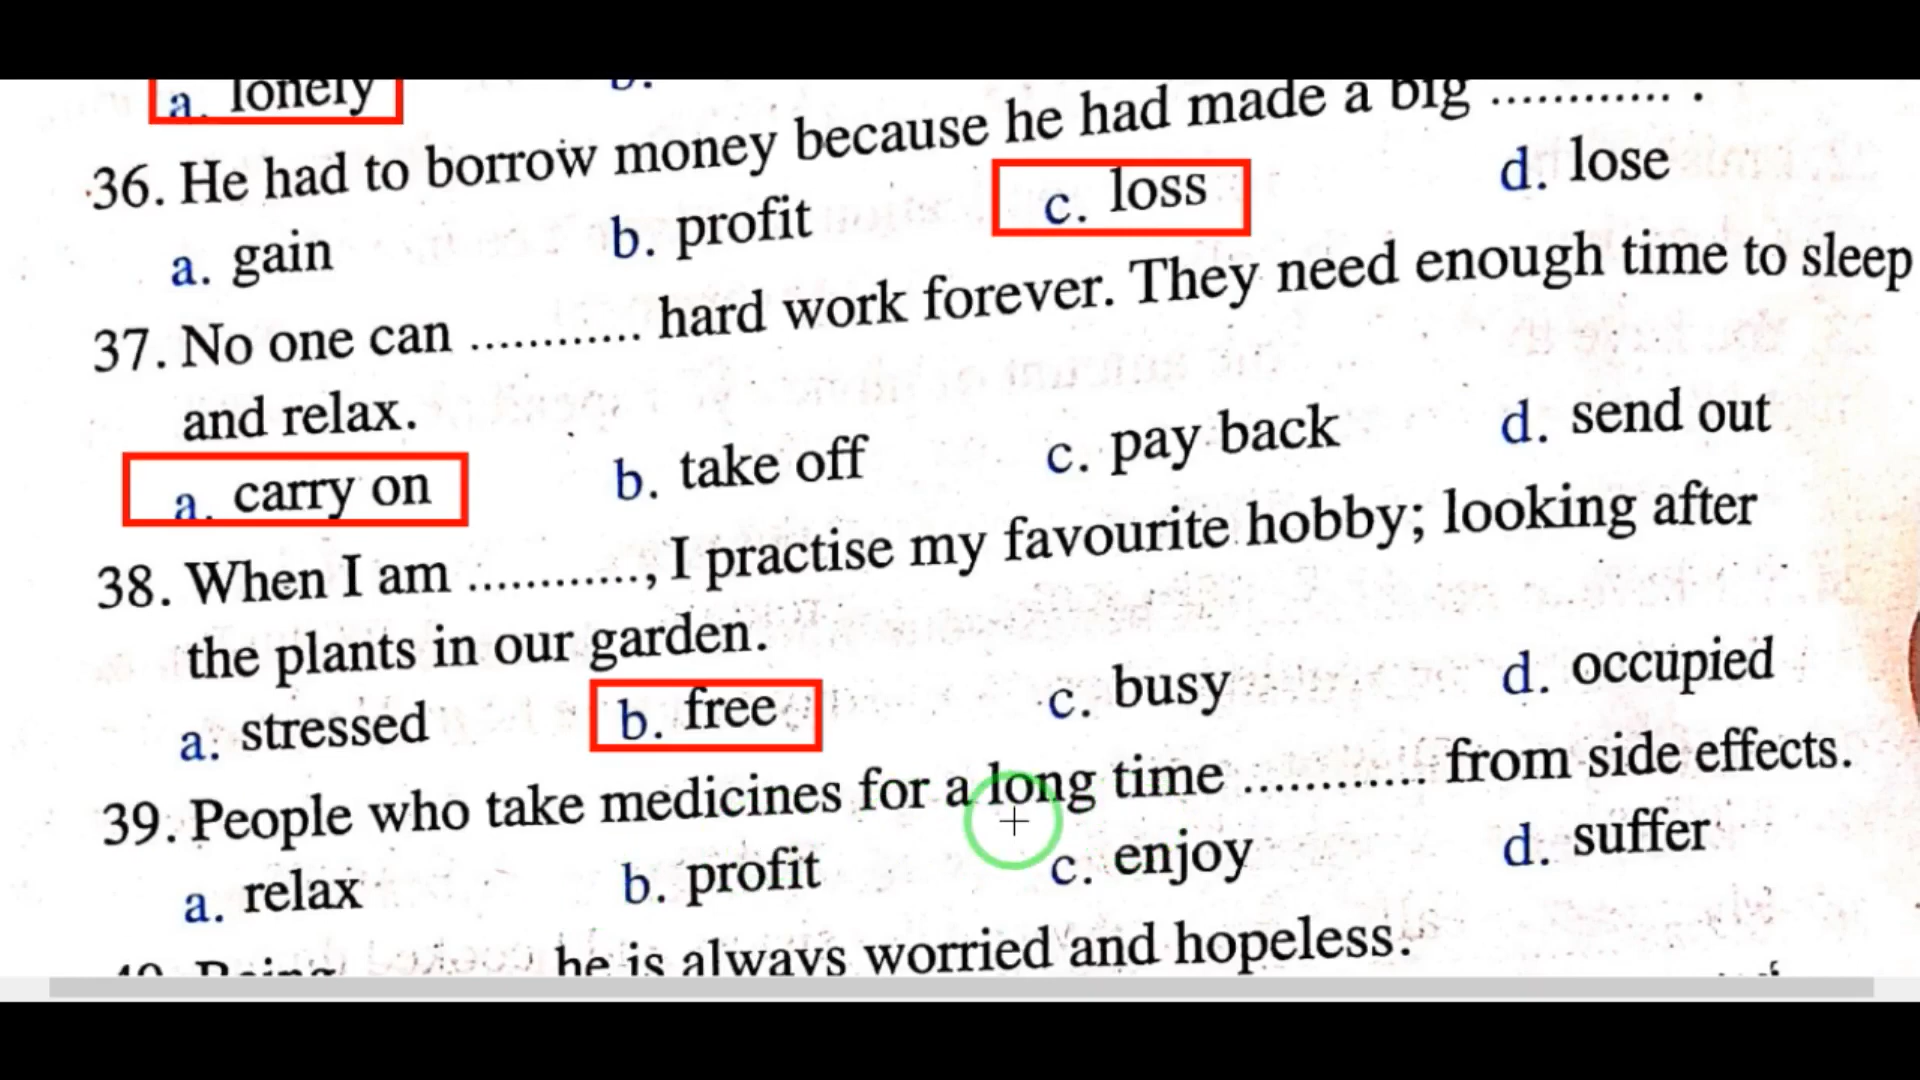 a. lonely b.
36. He had to borrow money because he had made a big ............ .
a. gain b. profit c. loss d. lose
37. No one can ............ hard work forever. They need enough time to sleep
and relax.
a. carry on b. take off c. pay back d. send out
38. When I am ............, I practise my favourite hobby; looking after
the plants in our garden.
a. stressed b. free c. busy d. occupied
39. People who take medicines for a long time ............ from side effects.
a. relax b. profit c. enjoy d. suffer
40. Being he is always worried and hopeless.